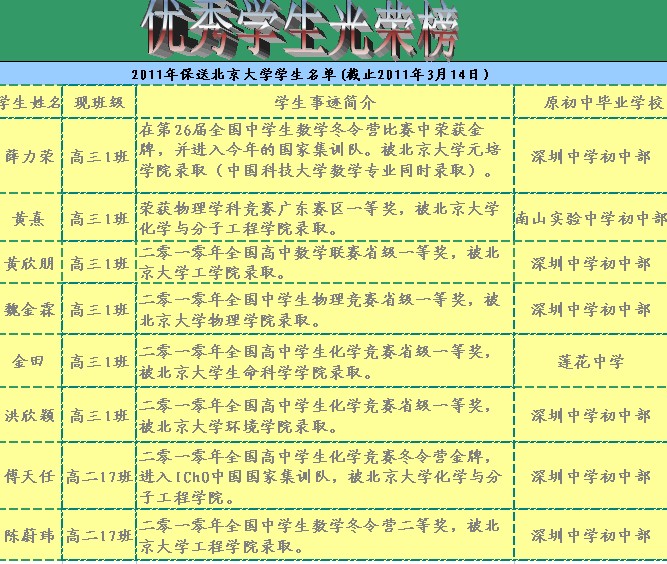 优秀学生光荣榜
2011年保送北京大学学生名单(截止2011年3月14日)
学生姓名 现班级 学生事迹简介 原初中毕业学校
薛力荣 高三1班 在第26届全国中学生数学冬令营比赛中荣获金
牌，并进入今年的国家集训队。被北京大学元培
学院录取（中国科技大学数学专业同时录取）。 深圳中学初中部
黄熹 高三1班 荣获物理学科竞赛广东赛区一等奖，被北京大学
化学与分子工程学院录取。 南山实验中学初中部
黄欣朋 高三1班 二零一零年全国高中数学联赛省级一等奖，被北
京大学工学院录取。 深圳中学初中部
魏金霖 高三1班 二零一零年全国中学生物理竞赛省级一等奖，被
北京大学物理学院录取。 深圳中学初中部
金田 高三1班 二零一零年全国高中学生化学竞赛省级一等奖，
被北京大学生命科学学院录取。 莲花中学
洪欣颖 高三1班 二零一零年全国高中学生化学竞赛省级一等奖，
被北京大学环境学院录取。 深圳中学初中部
傅天任 高二17班 二零一零年全国高中学生化学竞赛冬令营金牌，
进入IChO中国国家集训队，被北京大学化学与分
子工程学院。 深圳中学初中部
陈蔚玮 高二17班 二零一零年全国中学生数学冬令营二等奖，被北
京大学工程学院录取。 深圳中学初中部